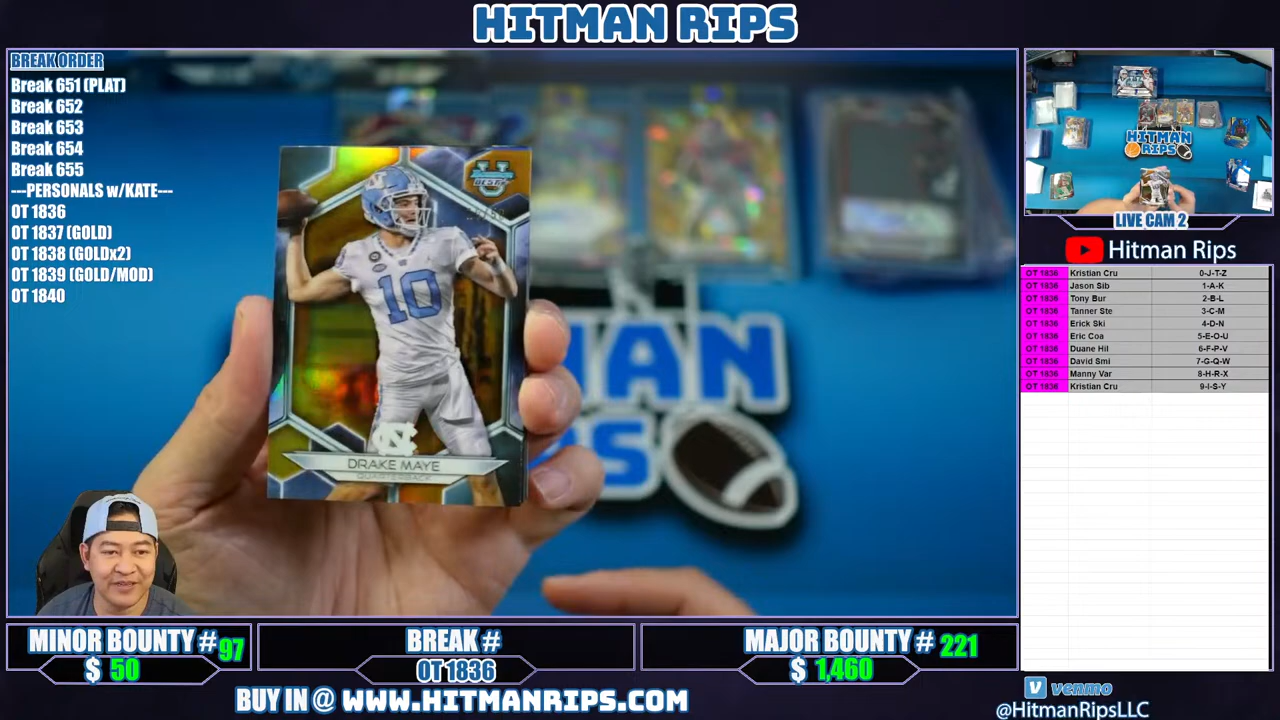 HITMAN RIPS
BREAK ORDER
Break 651 (PLAT)
Break 652
Break 653
Break 654
Break 655
---PERSONALS w/KATE---
OT 1836
OT 1837 (GOLD)
OT 1838 (GOLDx2)
OT 1839 (GOLD/MOD)
OT 1840
10
NC
DRAKE MAYE
QUARTERBACK
HITMAN
RIPS
LIVE CAM 2
Hitman Rips
OT 1836 Kristian Cru 0-J-T-Z
OT 1836 Jason Sib 1-A-K
OT 1836 Tony Bur 2-B-L
OT 1836 Tanner Ste 3-C-M
OT 1836 Erick Ski 4-D-N
OT 1836 Eric Coa 5-E-O-U
OT 1836 Duane Hil 6-F-P-V
OT 1836 David Smi 7-G-Q-W
OT 1836 Manny Var 8-H-R-X
OT 1836 Kristian Cru 9-I-S-Y
MINOR BOUNTY # 97
$ 50
BREAK #
OT 1836
MAJOR BOUNTY # 221
$ 1,460
BUY IN @ WWW.HITMANRIPS.COM
venmo
@HitmanRipsLLC